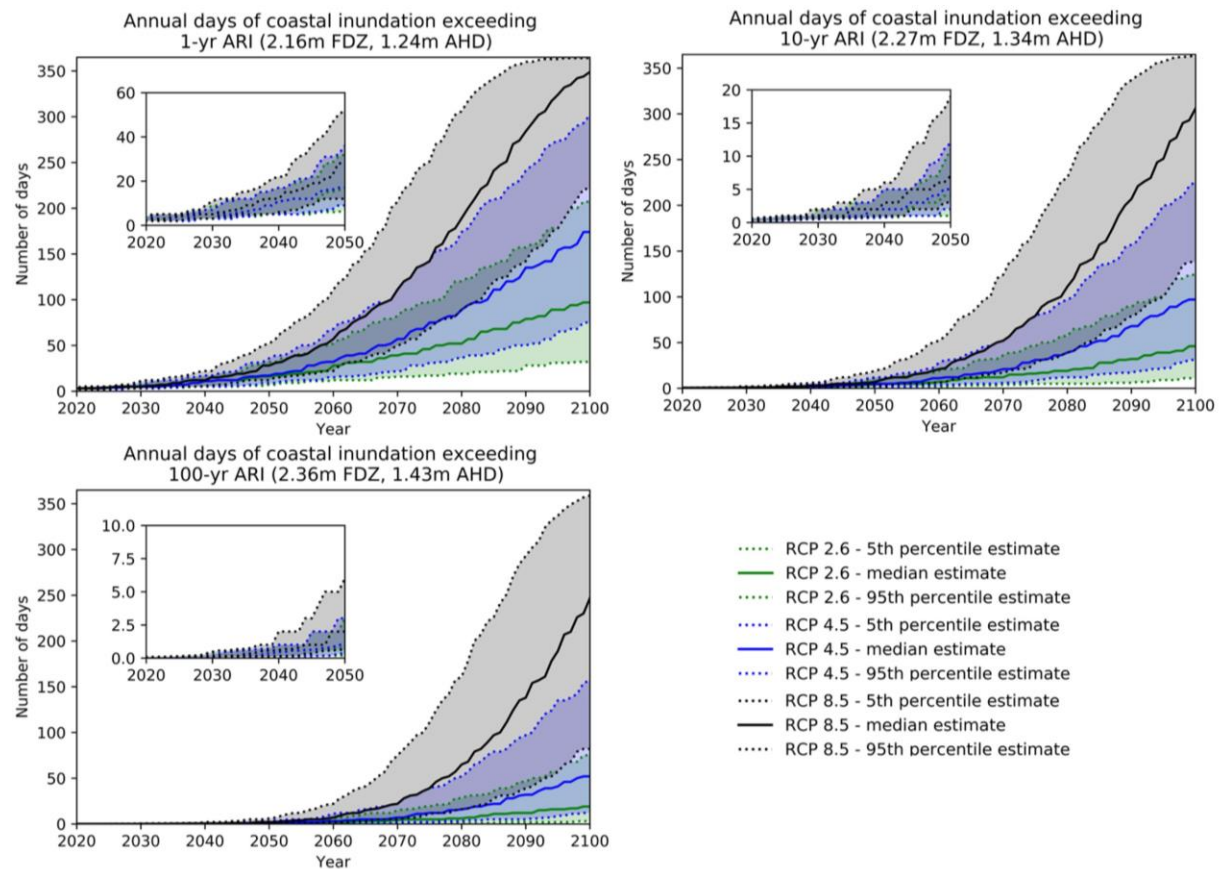 Annual days of coastal inundation exceeding
1-yr ARI (2.16m FDZ, 1.24m AHD)
350
300
250
200
150
100
50
0
Number of days
60
40
20
0
2020 2030 2040 2050
2020 2030 2040 2050 2060 2070 2080 2090 2100
Year
Annual days of coastal inundation exceeding
10-yr ARI (2.27m FDZ, 1.34m AHD)
350
300
250
200
150
100
50
0
Number of days
20
15
10
5
0
2020 2030 2040 2050
2020 2030 2040 2050 2060 2070 2080 2090 2100
Year
Annual days of coastal inundation exceeding
100-yr ARI (2.36m FDZ, 1.43m AHD)
350
300
250
200
150
100
50
0
Number of days
10.0
7.5
5.0
2.5
0.0
2020 2030 2040 2050
2020 2030 2040 2050 2060 2070 2080 2090 2100
Year
RCP 2.6 - 5th percentile estimate
RCP 2.6 - median estimate
RCP 2.6 - 95th percentile estimate
RCP 4.5 - 5th percentile estimate
RCP 4.5 - median estimate
RCP 4.5 - 95th percentile estimate
RCP 8.5 - 5th percentile estimate
RCP 8.5 - median estimate
RCP 8.5 - 95th percentile estimate